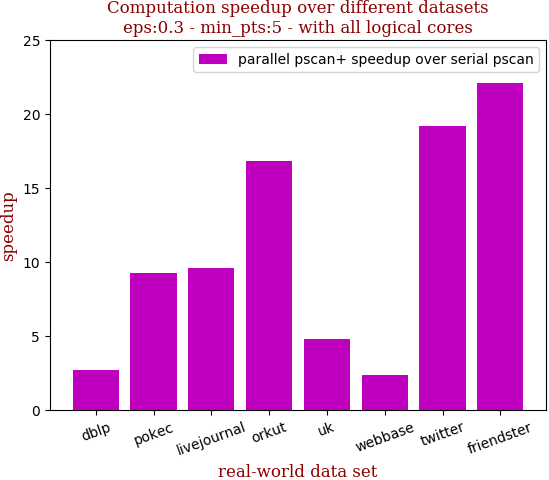 Computation speedup over different datasets
eps:0.3 - min_pts:5 - with all logical cores
parallel pscan+ speedup over serial pscan
speedup
25
20
15
10
5
0
dblp
pokec
livejournal
orkut
uk
webbase
twitter
friendster
real-world data set